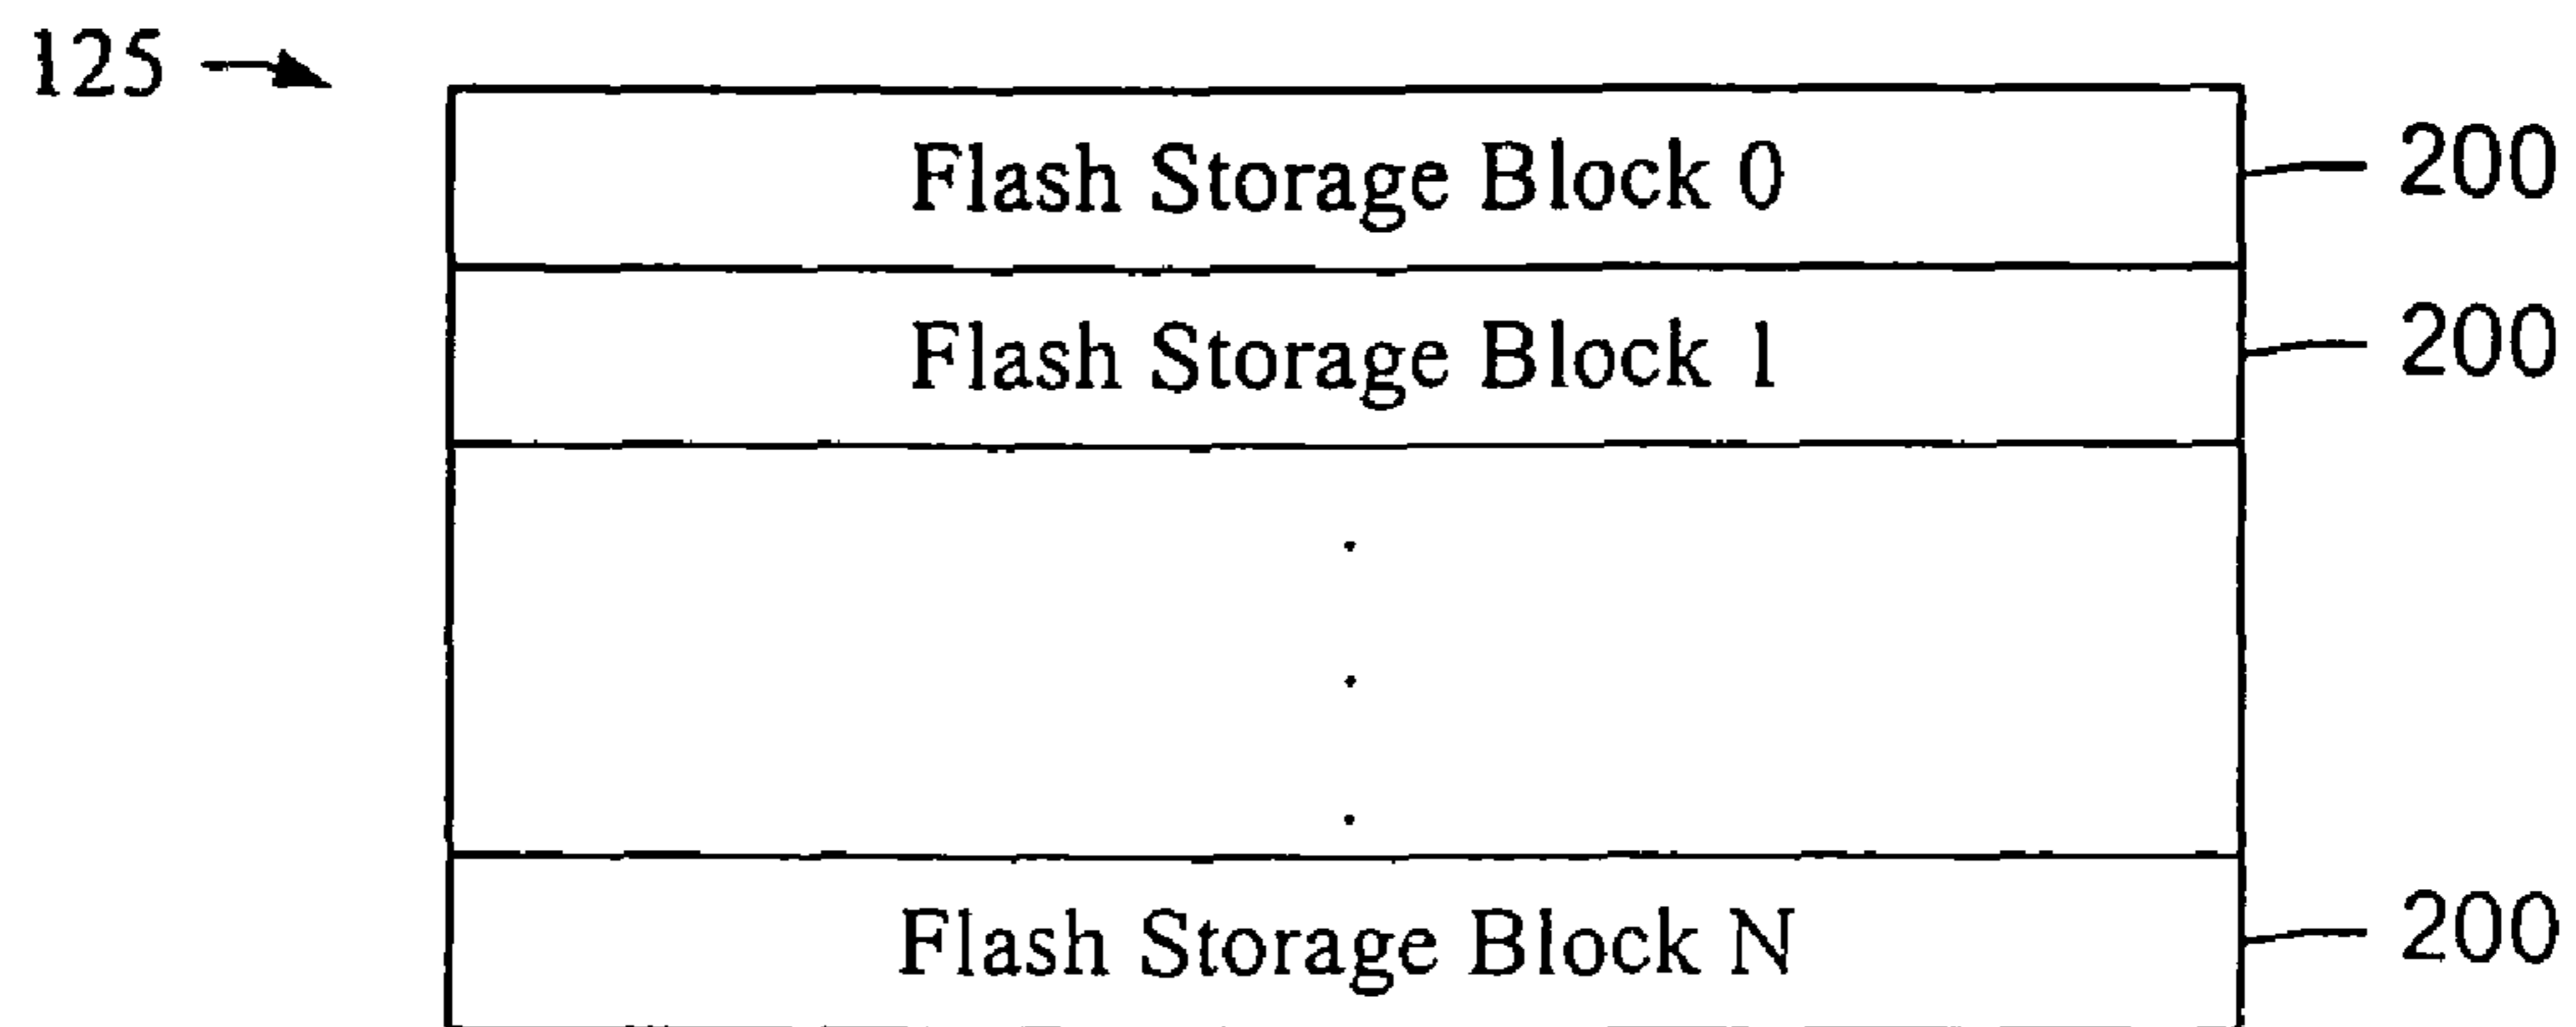 125
Flash Storage Block 0 200
Flash Storage Block 1 200
.
.
.
Flash Storage Block N 200